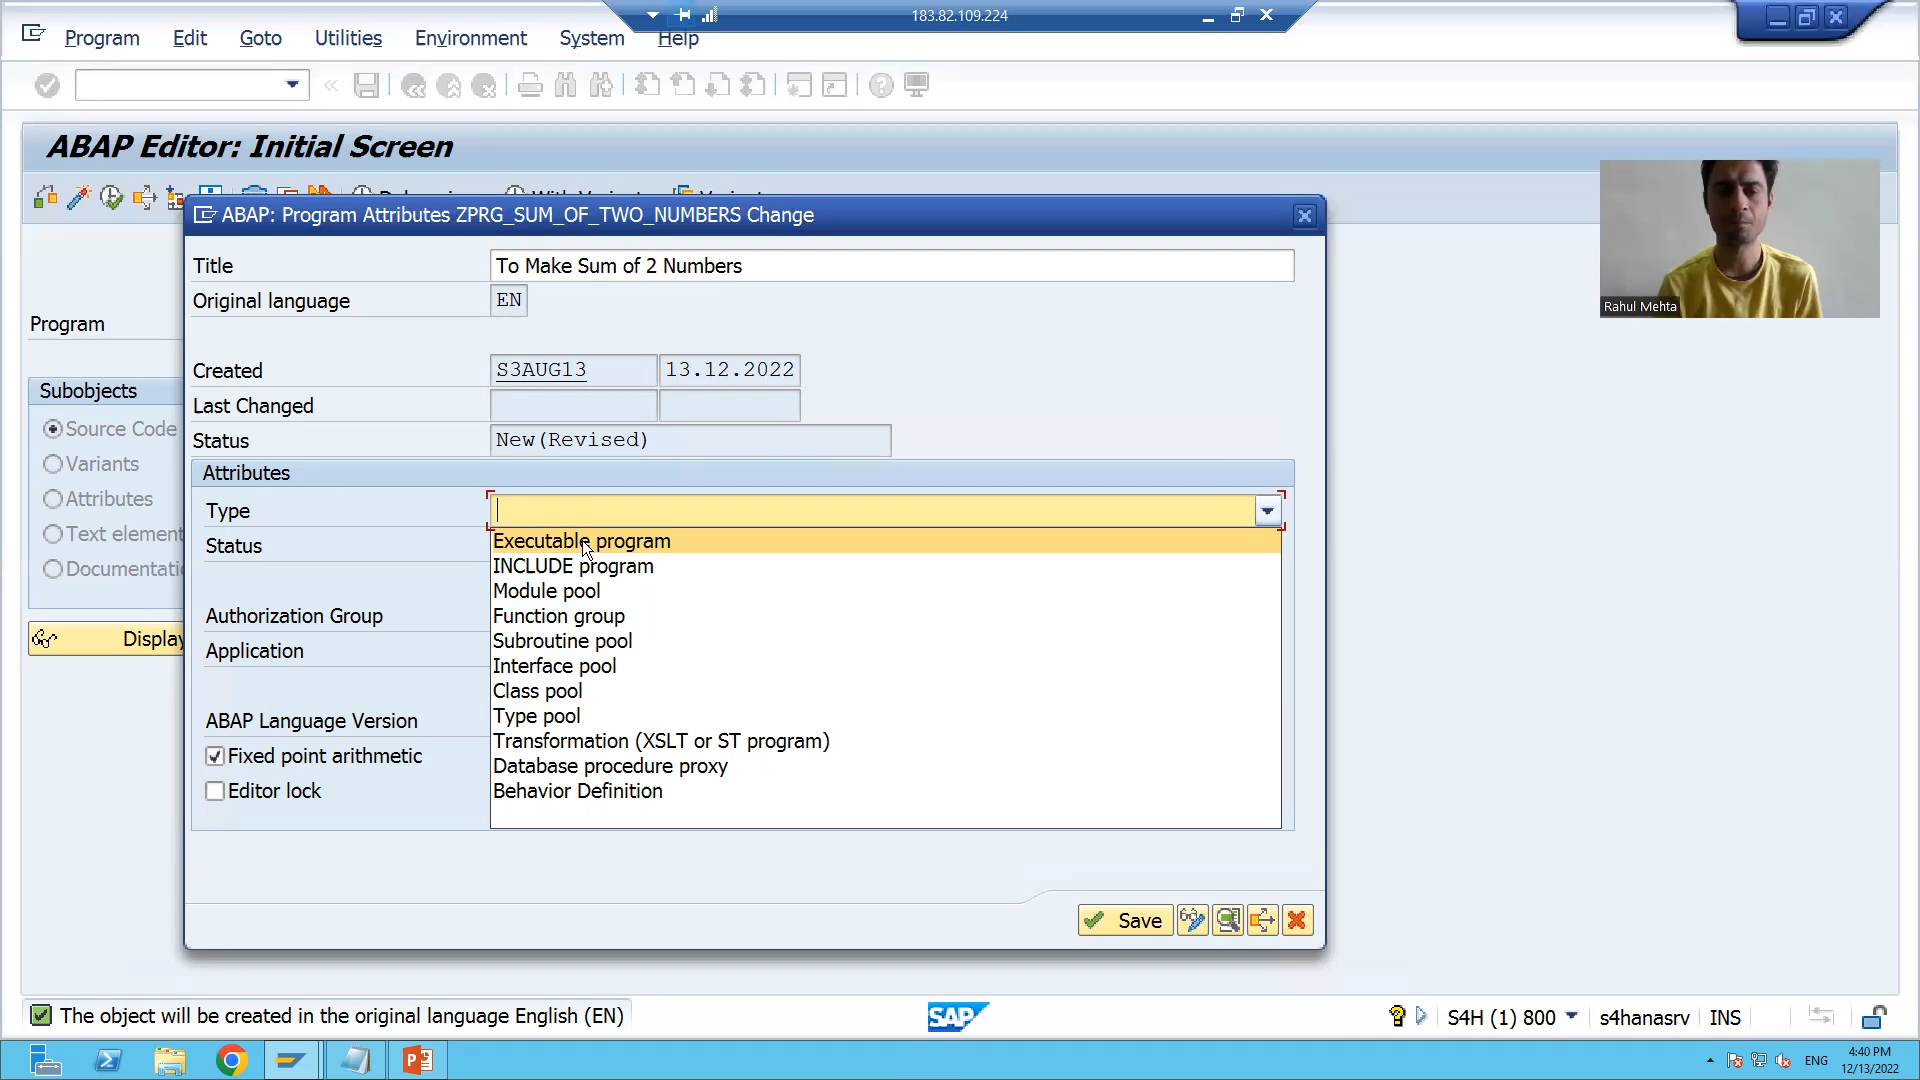 183.82.109.224
Program Edit Goto Utilities Environment System Help
ABAP Editor: Initial Screen
ABAP: Program Attributes ZPRG_SUM_OF_TWO_NUMBERS Change
Title To Make Sum of 2 Numbers
Original language EN
Rahul Mehta
Program
Created S3AUG13 13.12.2022
Subobjects
Last Changed
Source Code
Status New(Revised)
Variants
Attributes
Attributes
Type
Text element
Executable program
Status
INCLUDE program
Documentatio
Module pool
Authorization Group
Function group
Display
Subroutine pool
Application
Interface pool
Class pool
ABAP Language Version
Type pool
Transformation (XSLT or ST program)
Fixed point arithmetic
Database procedure proxy
Editor lock
Behavior Definition
Save
The object will be created in the original language English (EN)
SAP
S4H (1) 800 s4hanasrv INS
ENG
4:40 PM
12/13/2022